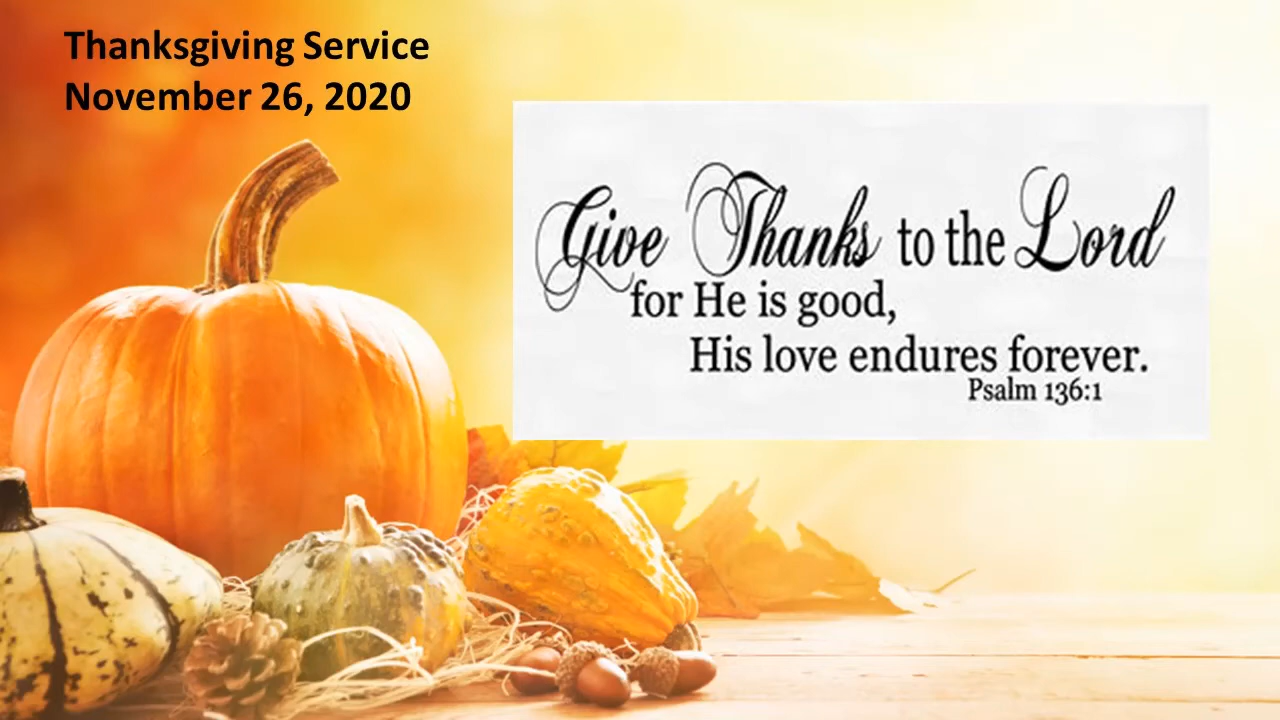 Thanksgiving Service
November 26, 2020
Give Thanks to the Lord
for He is good,
His love endures forever.
Psalm 136:1